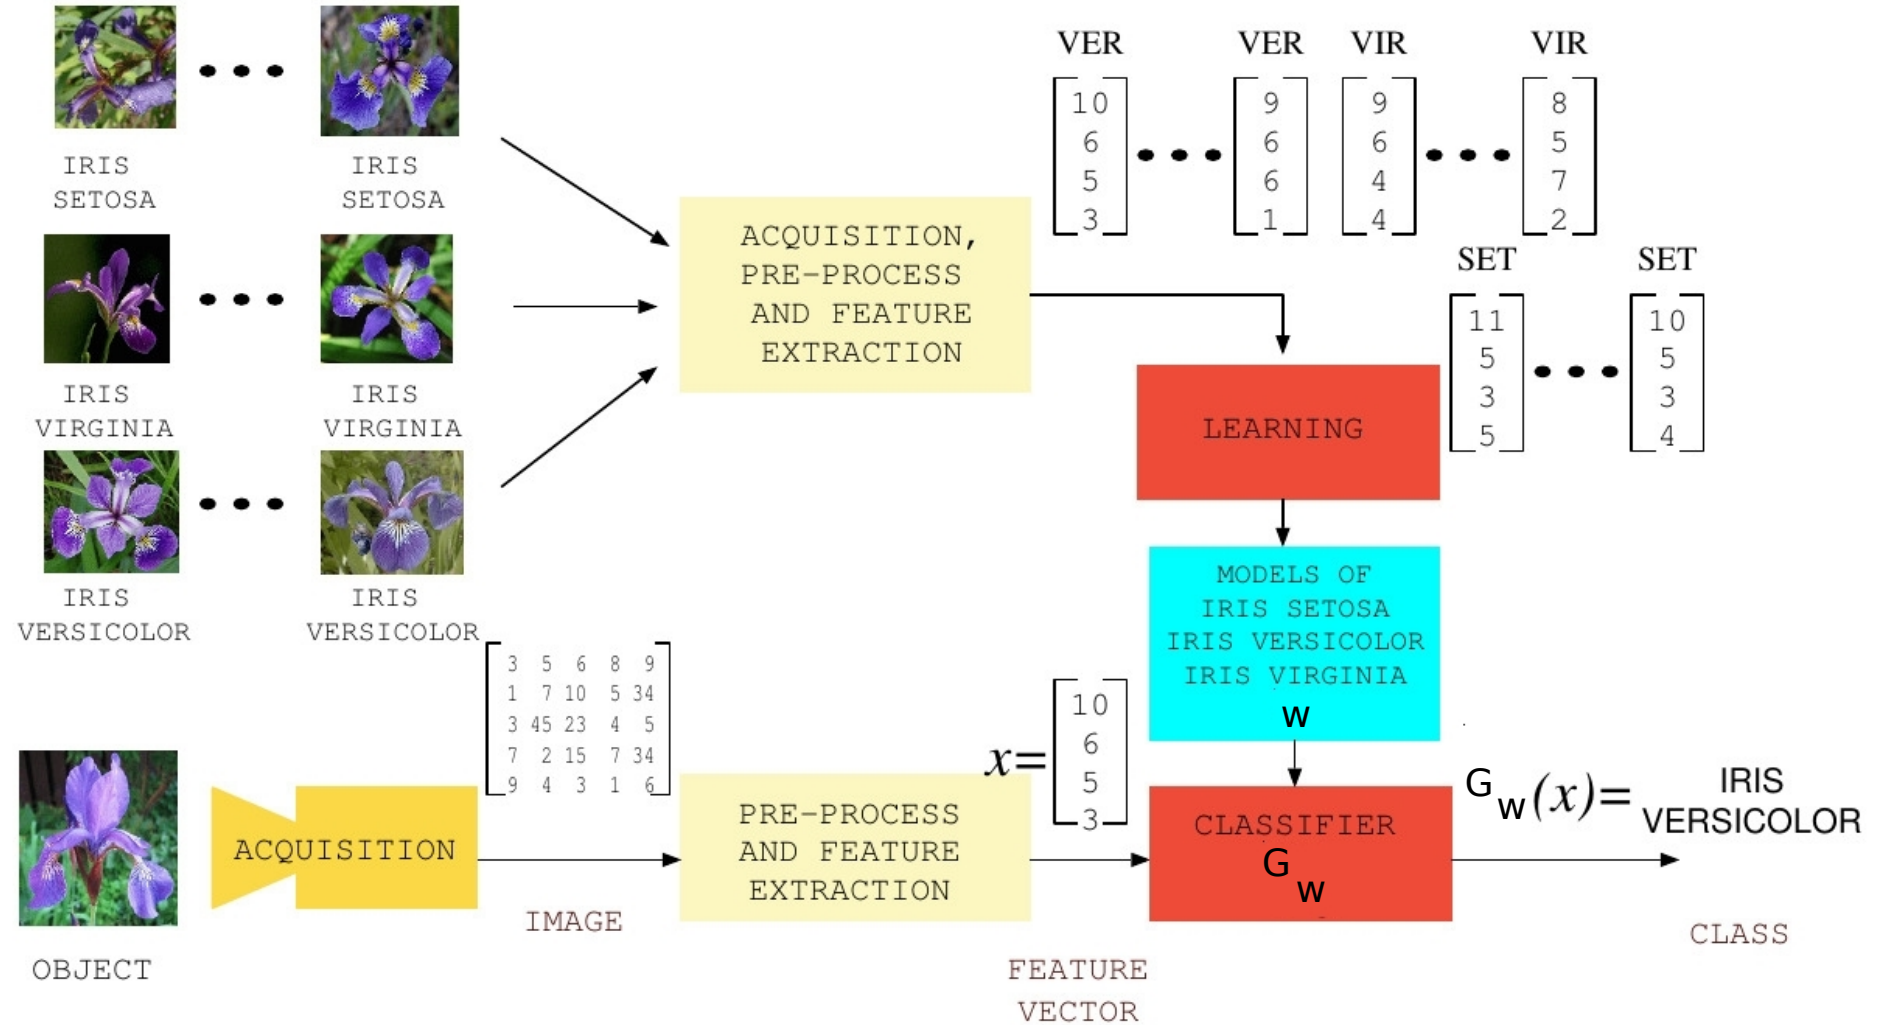 IRIS
SETOSA
IRIS
SETOSA
IRIS
VIRGINIA
IRIS
VIRGINIA
IRIS
VERSICOLOR
IRIS
VERSICOLOR
ACQUISITION,
PRE-PROCESS
AND FEATURE
EXTRACTION
VER VER VIR VIR
10 9 9 8
6 6 6 5
5 6 4 7
3 1 4 2
SET SET
11 10
5 5
3 3
5 4
LEARNING
MODELS OF
IRIS SETOSA
IRIS VERSICOLOR
IRIS VIRGINIA
w
OBJECT
ACQUISITION
3 5 6 8 9
1 7 10 5 34
3 45 23 4 5
7 2 15 7 34
9 4 3 1 6
IMAGE
PRE-PROCESS
AND FEATURE
EXTRACTION
x=
10
6
5
3
FEATURE
VECTOR
CLASSIFIER
G w
G w (x)= IRIS
VERSICOLOR
CLASS